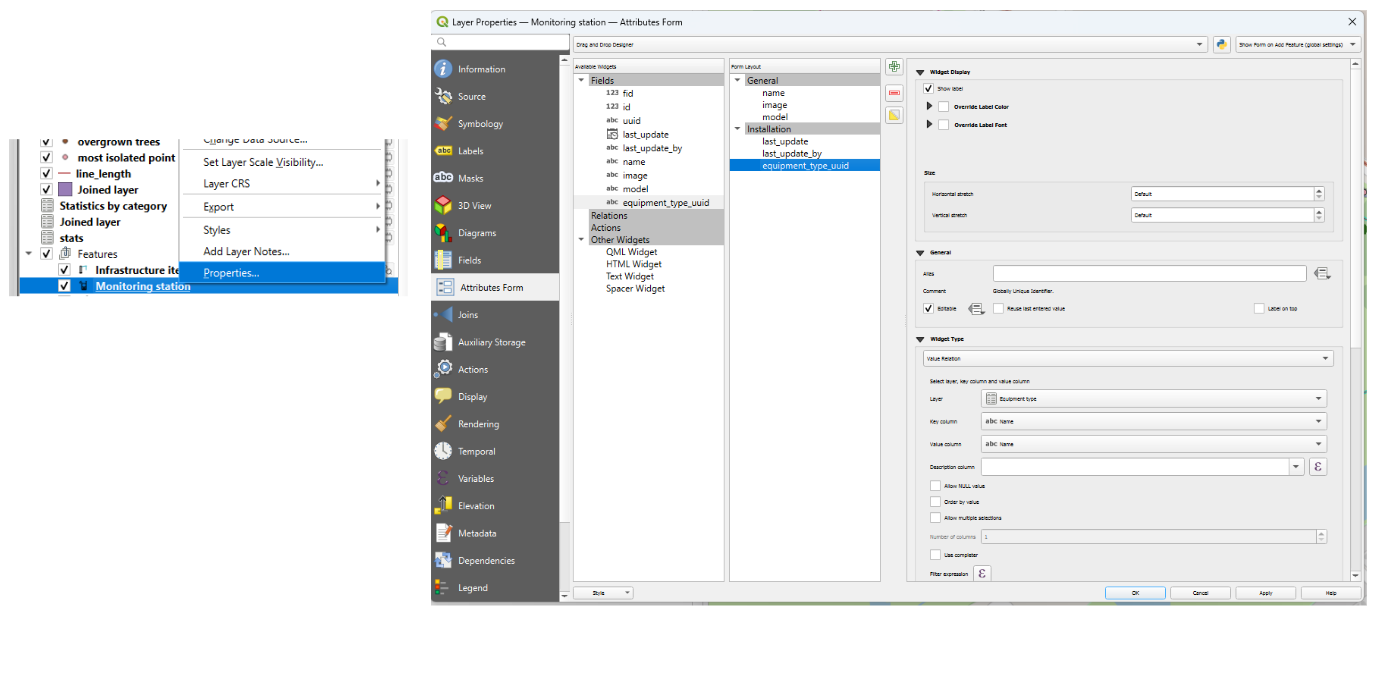 overgrown trees
most isolated point
line_length
Joined layer
Statistics by category
Joined layer
stats
Features
Infrastructure ite
Monitoring station
Change Data Source...
Set Layer Scale Visibility...
Layer CRS
Export
Styles
Add Layer Notes...
Properties...
Layer Properties — Monitoring station — Attributes Form
Information
Source
Symbology
abc Labels
abc Masks
3D View
Diagrams
Fields
Attributes Form
Joins
Auxiliary Storage
Actions
Display
Rendering
Temporal
Variables
Elevation
Metadata
Dependencies
Legend
Drag and Drop Designer
Show Form on Add Feature (global settings)
Available Widgets
Fields
123 fid
123 id
abc uuid
last_update
abc last_update_by
abc name
abc image
abc model
abc equipment_type_uuid
Relations
Actions
Other Widgets
QML Widget
HTML Widget
Text Widget
Spacer Widget
Form Layout
General
name
image
model
Installation
last_update
last_update_by
equipment_type_uuid
Widget Display
Show label
Override Label Color
Override Label Font
Size
Horizontal stretch Default
Vertical stretch Default
General
Alias
Comment Globally Unique Identifier.
Editable Reuse last entered value Label on top
Widget Type
Value Relation
Select layer, key column and value column
Layer Equipment type
Key column abc Name
Value column abc Name
Description column ε
Allow NULL value
Order by value
Allow multiple selections
Number of columns 1
Use completer
Filter expression ε
Style OK Cancel Apply Help